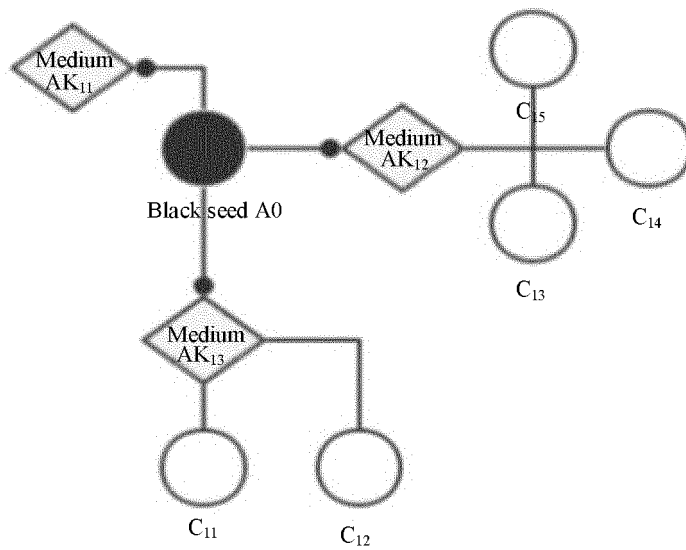 Medium
AK₁₁
C₁₅
Medium
AK₁₂
Black seed A0
C₁₄
C₁₃
Medium
AK₁₃
C₁₁
C₁₂